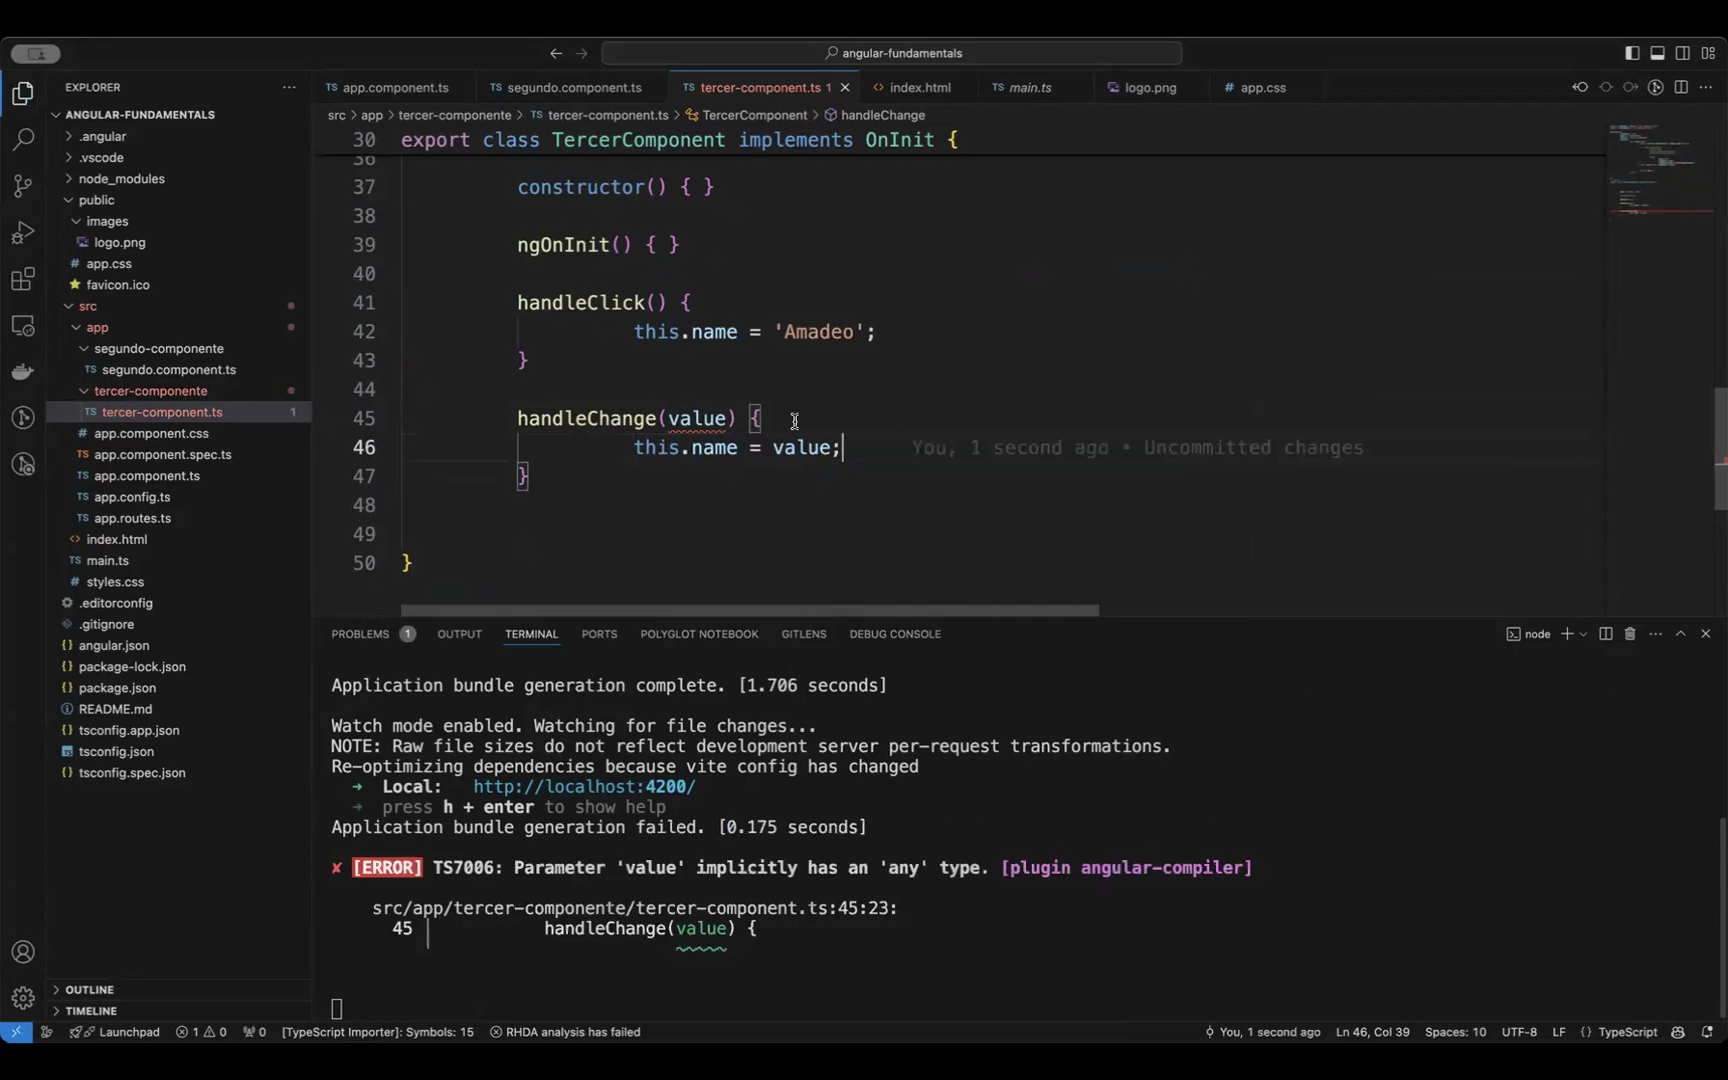 angular-fundamentals
EXPLORER
ANGULAR-FUNDAMENTALS
.angular
.vscode
node_modules
public
images
logo.png
app.css
favicon.ico
src
app
segundo-componente
TS segundo.component.ts
tercer-componente
TS tercer-component.ts 1
# app.component.css
TS app.component.spec.ts
TS app.component.ts
TS app.config.ts
TS app.routes.ts
<> index.html
TS main.ts
# styles.css
.editorconfig
.gitignore
{} angular.json
{} package-lock.json
{} package.json
README.md
{} tsconfig.app.json
tsconfig.json
{} tsconfig.spec.json
OUTLINE
TIMELINE
TS app.component.ts TS segundo.component.ts TS tercer-component.ts 1 <> index.html TS main.ts logo.png # app.css
src > app > tercer-componente > TS tercer-component.ts > TercerComponent > handleChange
30 export class TercerComponent implements OnInit {
36
37 constructor() { }
38
39 ngOnInit() { }
40
41 handleClick() {
42 this.name = 'Amadeo';
43 }
44
45 handleChange(value) {
46 this.name = value; You, 1 second ago • Uncommitted changes
47 }
48
49
50 }
PROBLEMS 1 OUTPUT TERMINAL PORTS POLYGLOT NOTEBOOK GITLENS DEBUG CONSOLE node
Application bundle generation complete. [1.706 seconds]
Watch mode enabled. Watching for file changes...
NOTE: Raw file sizes do not reflect development server per-request transformations.
Re-optimizing dependencies because vite config has changed
➜ Local: http://localhost:4200/
➜ press h + enter to show help
Application bundle generation failed. [0.175 seconds]
✘ [ERROR] TS7006: Parameter 'value' implicitly has an 'any' type. [plugin angular-compiler]
src/app/tercer-componente/tercer-component.ts:45:23:
45 │ handleChange(value) {
Launchpad 1 0 0 [TypeScript Importer]: Symbols: 15 RHDA analysis has failed You, 1 second ago Ln 46, Col 39 Spaces: 10 UTF-8 LF {} TypeScript